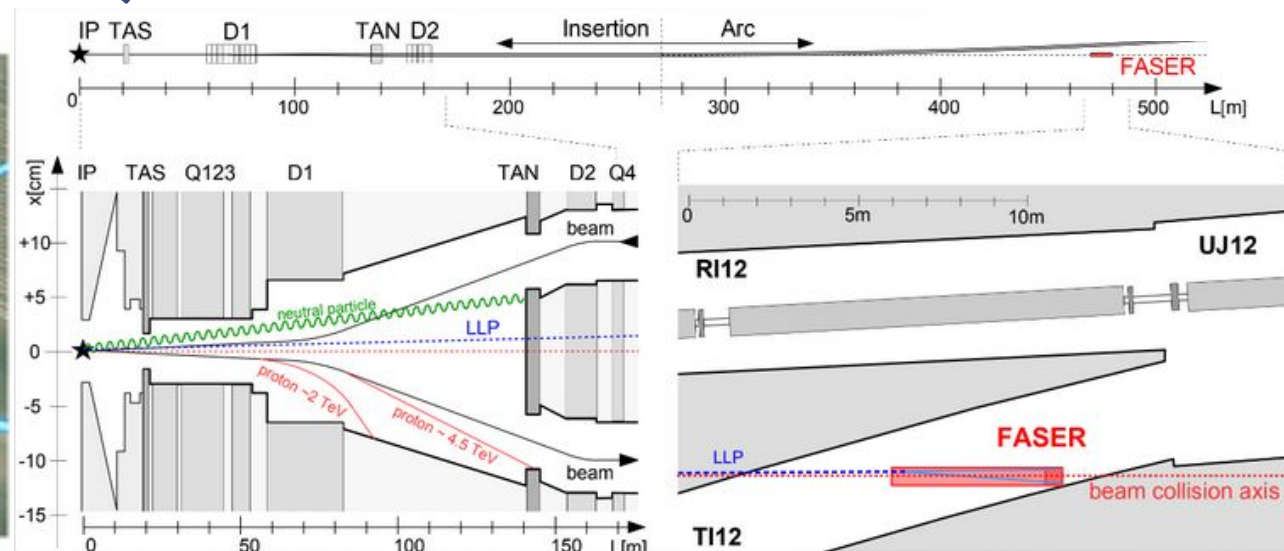 IP TAS D1 TAN D2 Insertion Arc
FASER
0 100 200 300 400 500 L[m]
IP TAS Q123 D1 TAN D2 Q4
x[cm]
+10
+5
0
-5
-10
-15
beam
neutral particle
LLP
proton ~2 TeV
proton ~ 4.5 TeV
beam
0 50 100 150 L[m]
0 5m 10m
RI12
UJ12
FASER
LLP
beam collision axis
TI12